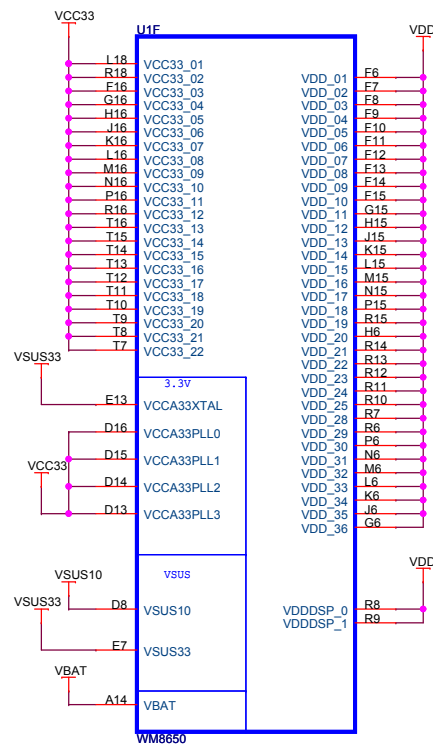 VCC33
U1F
VDD
L18 VCC33_01
R18 VCC33_02
F16 VCC33_03
G16 VCC33_04
H16 VCC33_05
J16 VCC33_06
K16 VCC33_07
L16 VCC33_08
M16 VCC33_09
N16 VCC33_10
P16 VCC33_11
R16 VCC33_12
T16 VCC33_13
T15 VCC33_14
T14 VCC33_15
T13 VCC33_16
T12 VCC33_17
T11 VCC33_18
T10 VCC33_19
T9 VCC33_20
T8 VCC33_21
T7 VCC33_22
VSUS33
3.3V
E13 VCCA33XTAL
D16 VCCA33PLL0
D15 VCCA33PLL1
VCC33
D14 VCCA33PLL2
D13 VCCA33PLL3
VSUS
VSUS10
D8 VSUS10
VSUS33
E7 VSUS33
VBAT
A14 VBAT
VDD_01 F6
VDD_02 F7
VDD_03 F8
VDD_04 F9
VDD_05 F10
VDD_06 F11
VDD_07 F12
VDD_08 F13
VDD_09 F14
VDD_10 F15
VDD_11 G15
VDD_12 H15
VDD_13 J15
VDD_14 K15
VDD_15 L15
VDD_16 M15
VDD_17 N15
VDD_18 P15
VDD_19 R15
VDD_20 H6
VDD_21 R14
VDD_22 R13
VDD_23 R12
VDD_24 R11
VDD_25 R10
VDD_28 R7
VDD_29 R6
VDD_30 P6
VDD_31 N6
VDD_32 M6
VDD_33 L6
VDD_34 K6
VDD_35 J6
VDD_36 G6
VDD
VDDDSP_0 R8
VDDDSP_1 R9
WM8650